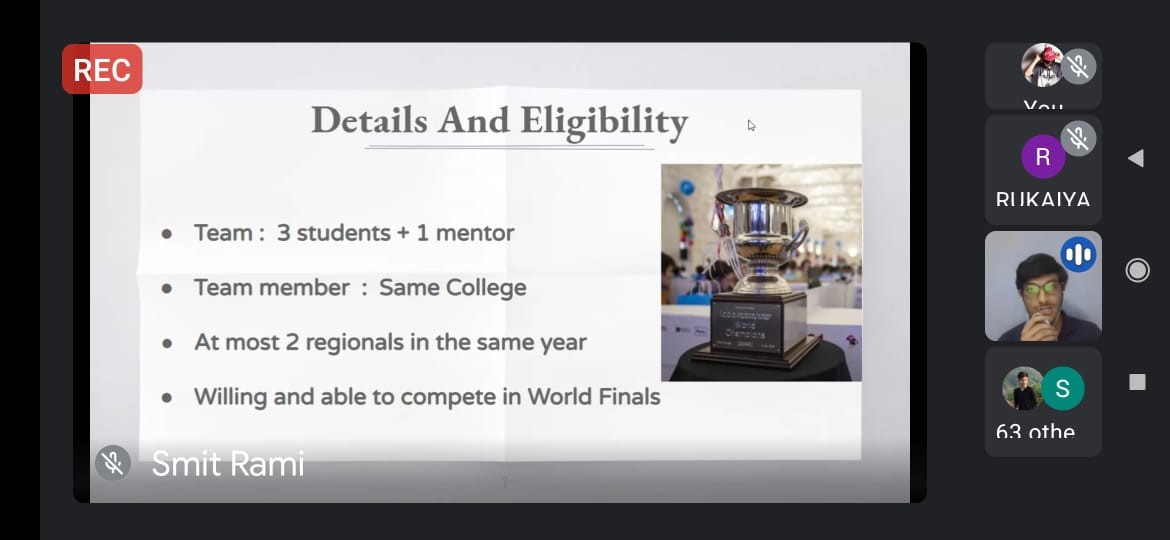 REC
Details And Eligibility
Team : 3 students + 1 mentor
Team member : Same College
At most 2 regionals in the same year
Willing and able to compete in World Finals
World
Champions
Smit Rami
You
R
RUKAIYA
S
63 othe